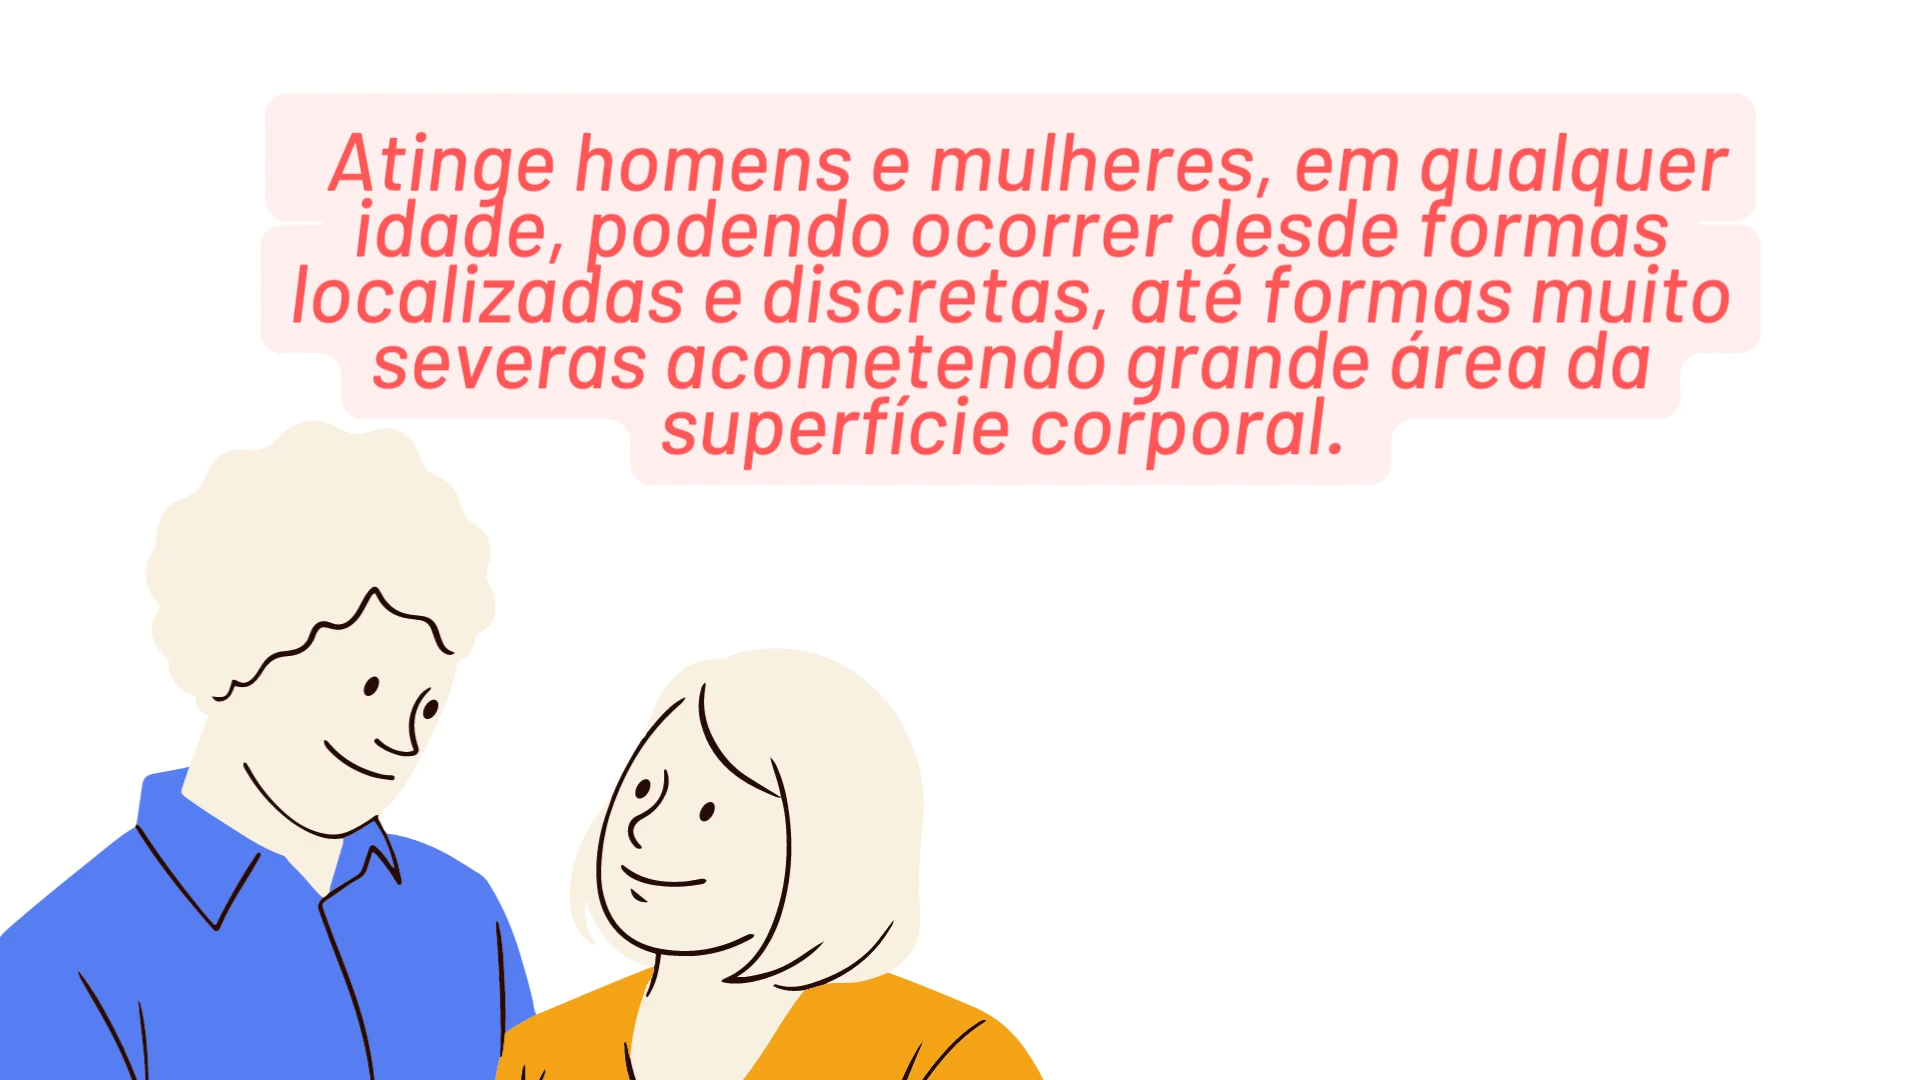 Atinge homens e mulheres, em qualquer
idade, podendo ocorrer desde formas
localizadas e discretas, até formas muito
severas acometendo grande área da
superfície corporal.